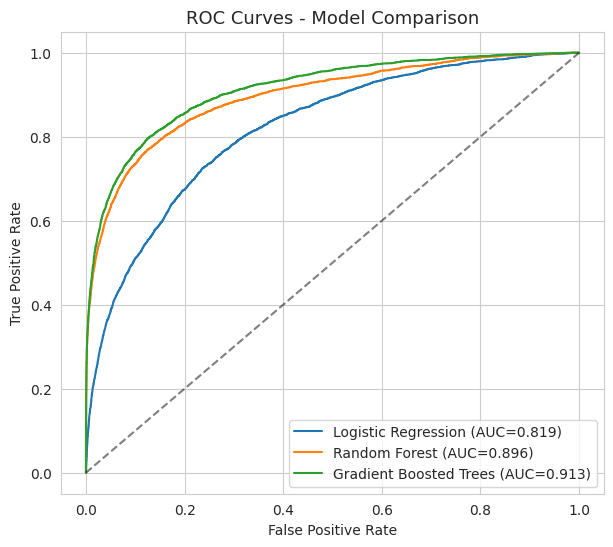 ROC Curves - Model Comparison
True Positive Rate
1.0
0.8
0.6
0.4
0.2
0.0
Logistic Regression (AUC=0.819)
Random Forest (AUC=0.896)
Gradient Boosted Trees (AUC=0.913)
0.0 0.2 0.4 0.6 0.8 1.0
False Positive Rate